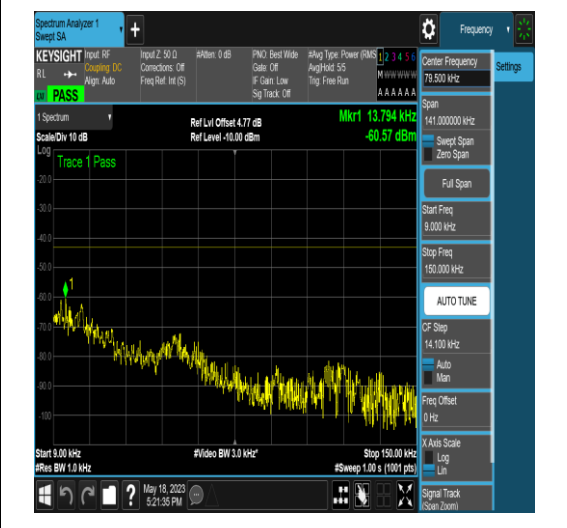 Spectrum Analyzer 1
Swept SA
+
Frequency
KEYSIGHT
RL
PASS
Input: RF
Coupling: DC
Align: Auto
Input Z: 50 Ω
Corrections: Off
Freq Ref: Int (S)
#Atten: 0 dB
PNO: Best Wide
Gate: Off
IF Gain: Low
Sig Track: Off
#Avg Type: Power (RMS
Avg|Hold: 5/5
Trig: Free Run
1 2 3 4 5 6
M W W W W W
A A A A A A
1 Spectrum
Scale/Div 10 dB
Ref Lvl Offset 4.77 dB
Ref Level -10.00 dBm
Mkr1 13.794 kHz
-60.57 dBm
Log
Trace 1 Pass
1
-20.0
-30.0
-40.0
-50.0
-60.0
-70.0
-80.0
-90.0
-100
Start 9.00 kHz
#Res BW 1.0 kHz
#Video BW 3.0 kHz*
Stop 150.00 kHz
#Sweep 1.00 s (1001 pts)
Center Frequency
79.500 kHz
Settings
Span
141.000000 kHz
Swept Span
Zero Span
Full Span
Start Freq
9.000 kHz
Stop Freq
150.000 kHz
AUTO TUNE
CF Step
14.100 kHz
Auto
Man
Freq Offset
0 Hz
X Axis Scale
Log
Lin
Signal Track
(Span Zoom)
?
May 18, 2023
5:21:35 PM